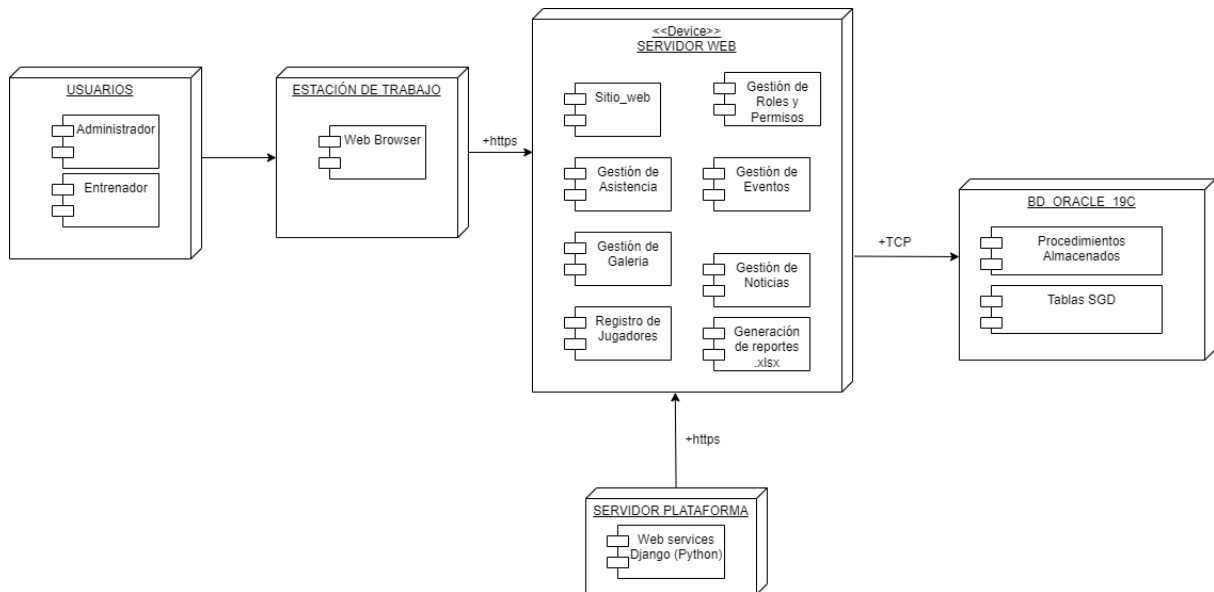 USUARIOS
Administrador
Entrenador
ESTACIÓN DE TRABAJO
Web Browser
+https
<<Device>>
SERVIDOR WEB
Sitio_web
Gestión de
Roles y
Permisos
Gestión de
Asistencia
Gestión de
Eventos
Gestión de
Galeria
Gestión de
Noticias
Registro de
Jugadores
Generación
de reportes
.xlsx
+TCP
BD_ORACLE_19C
Procedimientos
Almacenados
Tablas SGD
+https
SERVIDOR PLATAFORMA
Web services
Django (Python)